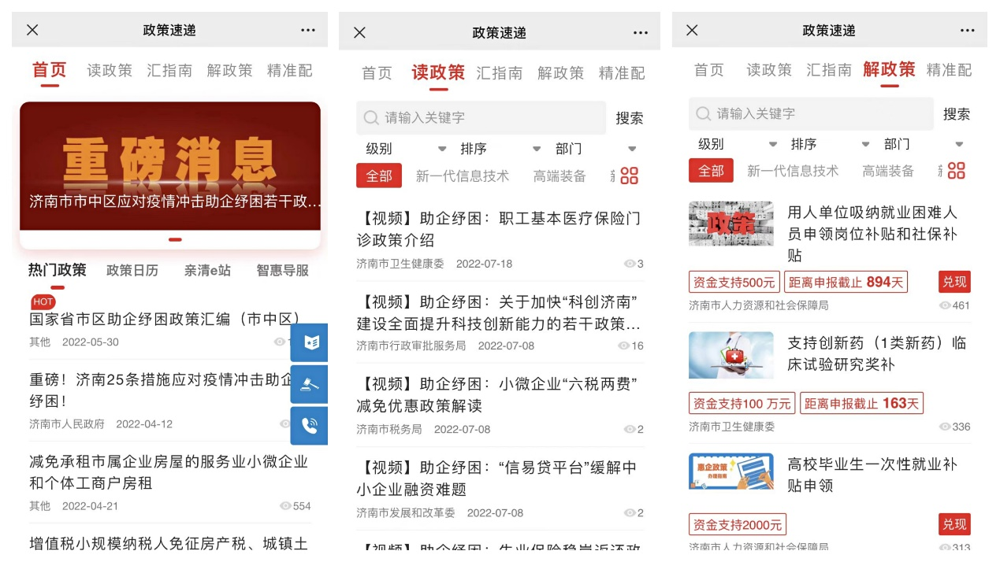 政策速递
首页 读政策 汇指南 解政策 精准配
重磅消息
济南市市中区应对疫情冲击助企纾困若干政...
热门政策 政策日历 亲清e站 智惠导服
HOT
国家省市区助企纾困政策汇编（市中区）
其他 2022-05-30
重磅！济南25条措施应对疫情冲击助企
纾困！
济南市人民政府 2022-04-12
减免承租市属企业房屋的服务业小微企业
和个体工商户房租
其他 2022-04-21 554
增值税小规模纳税人免征房产税、城镇土
政策速递
首页 读政策 汇指南 解政策 精准配
请输入关键字 搜索
级别 排序 部门
全部 新一代信息技术 高端装备
【视频】助企纾困：职工基本医疗保险门
诊政策介绍
济南市卫生健康委 2022-07-18 3
【视频】助企纾困：关于加快“科创济南”
建设全面提升科技创新能力的若干政策...
济南市行政审批服务局 2022-07-08 16
【视频】助企纾困：小微企业“六税两费”
减免优惠政策解读
济南市税务局 2022-07-08 2
【视频】助企纾困：“信易贷平台”缓解中
小企业融资难题
济南市发展和改革委 2022-07-08 2
【视频】助企纾困：失业保险稳岗返还政
政策速递
首页 读政策 汇指南 解政策 精准配
请输入关键字 搜索
级别 排序 部门
全部 新一代信息技术 高端装备
政策
用人单位吸纳就业困难人
员申领岗位补贴和社保补
贴
资金支持500元 距离申报截止 894天 兑现
济南市人力资源和社会保障局 461
支持创新药（1类新药）临
床试验研究奖补
资金支持100 万元 距离申报截止 163天
济南市卫生健康委 336
惠企政策
办理指南
高校毕业生一次性就业补
贴申领
资金支持2000元 兑现
济南市人力资源和社会保障局 313